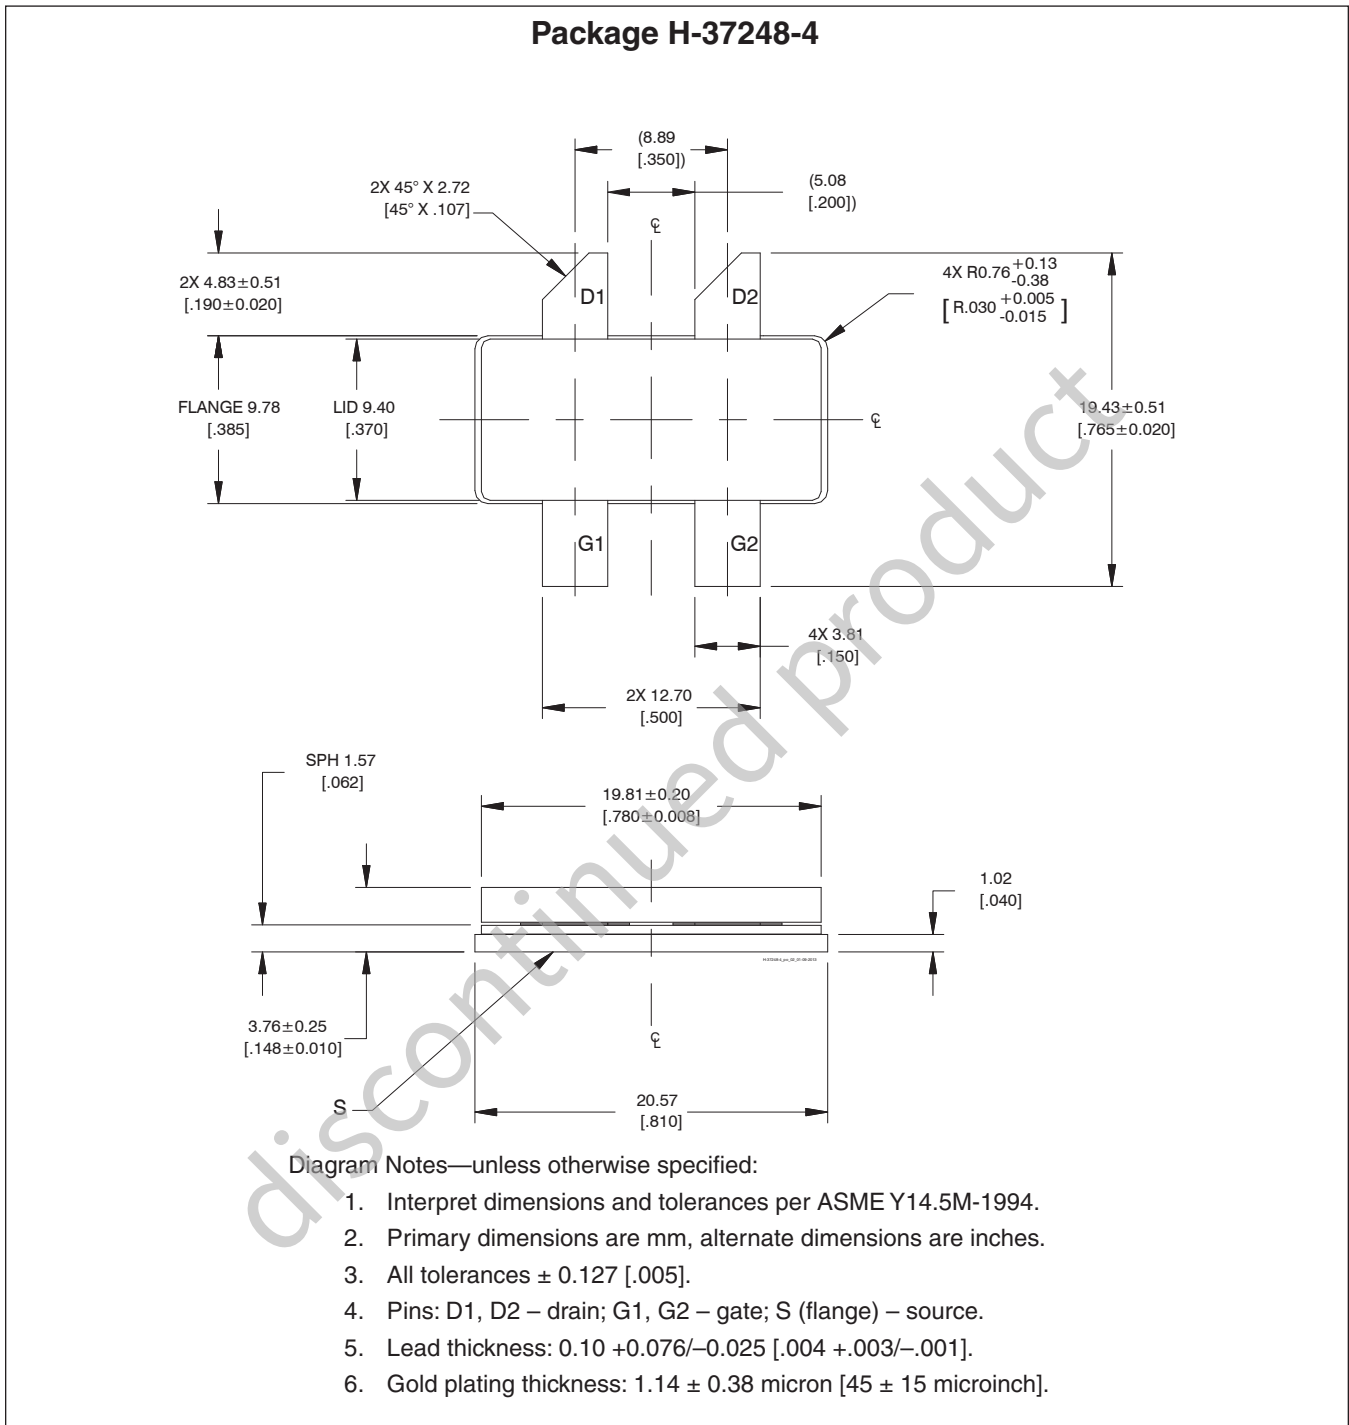 Package H-37248-4
(8.89
[.350])
2X 45° X 2.72
[45° X .107]
(5.08
[.200])
℄
2X 4.83±0.51
[.190±0.020]
D1
D2
4X R0.76 +0.13
-0.38
[ R.030 +0.005
-0.015 ]
FLANGE 9.78
[.385]
LID 9.40
[.370]
℄
19.43±0.51
[.765±0.020]
G1
G2
4X 3.81
[.150]
2X 12.70
[.500]
SPH 1.57
[.062]
19.81±0.20
[.780±0.008]
1.02
[.040]
3.76±0.25
[.148±0.010]
℄
S
20.57
[.810]
discontinued product
Diagram Notes—unless otherwise specified:
1. Interpret dimensions and tolerances per ASME Y14.5M-1994.
2. Primary dimensions are mm, alternate dimensions are inches.
3. All tolerances ± 0.127 [.005].
4. Pins: D1, D2 – drain; G1, G2 – gate; S (flange) – source.
5. Lead thickness: 0.10 +0.076/–0.025 [.004 +.003/–.001].
6. Gold plating thickness: 1.14 ± 0.38 micron [45 ± 15 microinch].